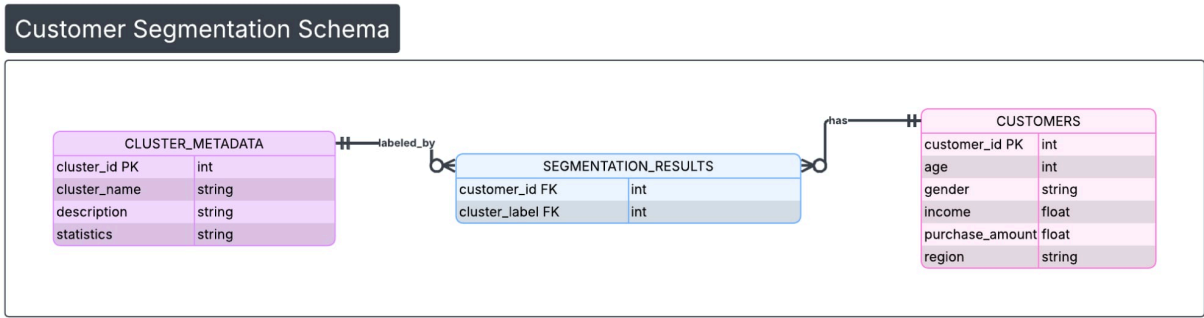 Customer Segmentation Schema
CLUSTER_METADATA
cluster_id PK int
cluster_name string
description string
statistics string
labeled_by
SEGMENTATION_RESULTS
customer_id FK int
cluster_label FK int
has
CUSTOMERS
customer_id PK int
age int
gender string
income float
purchase_amount float
region string